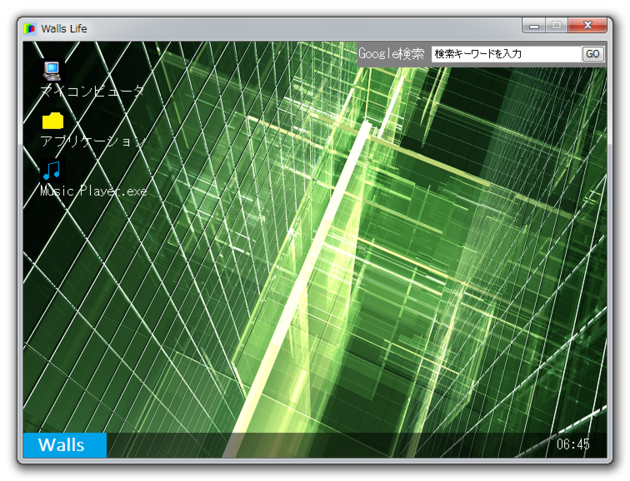 Walls Life
Google検索 検索キーワードを入力 GO
マイコンピュータ
アプリケーション
Music Player.exe
Walls 06:45